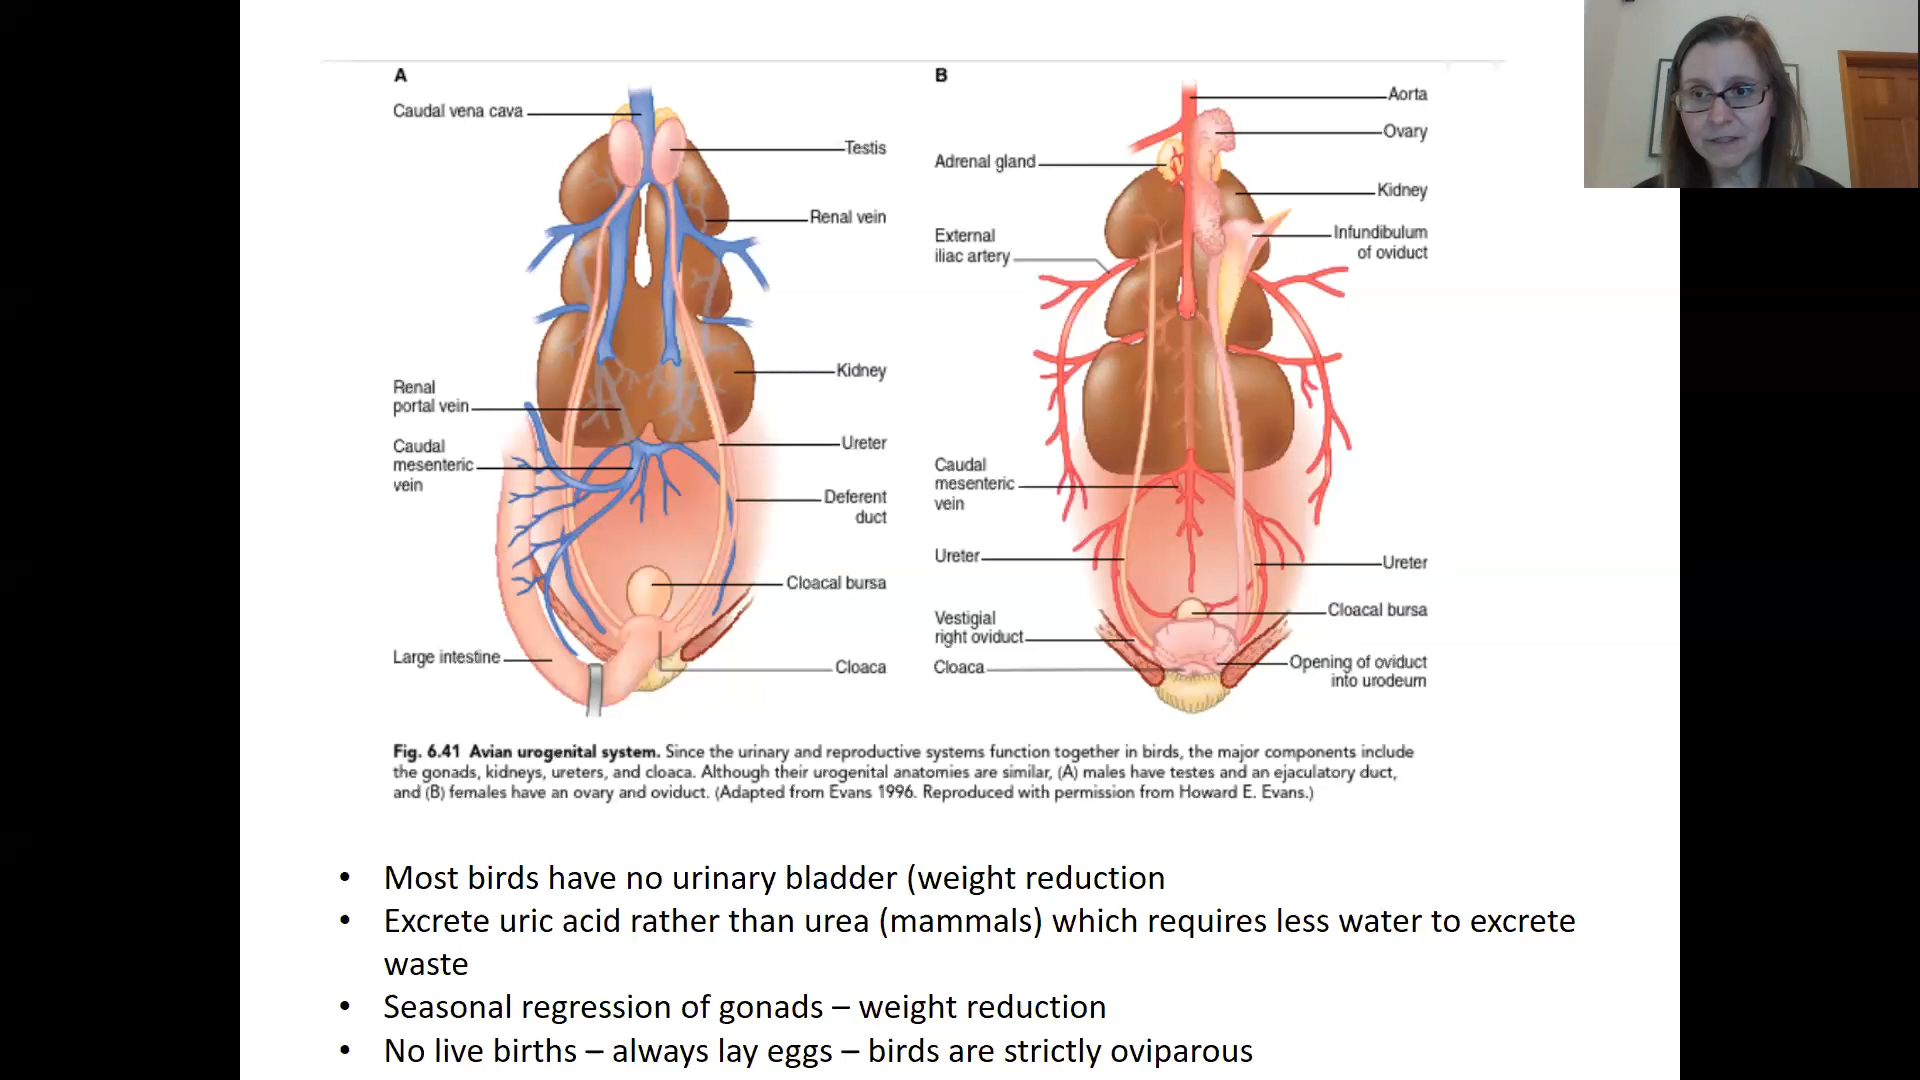 A
Caudal vena cava
Testis
Renal vein
Kidney
Renal
portal vein
Caudal
mesenteric
vein
Ureter
Deferent
duct
Cloacal bursa
Large intestine
Cloaca
B
Aorta
Ovary
Adrenal gland
Kidney
External
iliac artery
Infundibulum
of oviduct
Caudal
mesenteric
vein
Ureter
Ureter
Cloacal bursa
Vestigial
right oviduct
Cloaca
Opening of oviduct
into urodeum
Fig. 6.41 Avian urogenital system. Since the urinary and reproductive systems function together in birds, the major components include
the gonads, kidneys, ureters, and cloaca. Although their urogenital anatomies are similar, (A) males have testes and an ejaculatory duct,
and (B) females have an ovary and oviduct. (Adapted from Evans 1996. Reproduced with permission from Howard E. Evans.)
• Most birds have no urinary bladder (weight reduction
• Excrete uric acid rather than urea (mammals) which requires less water to excrete
waste
• Seasonal regression of gonads – weight reduction
• No live births – always lay eggs – birds are strictly oviparous